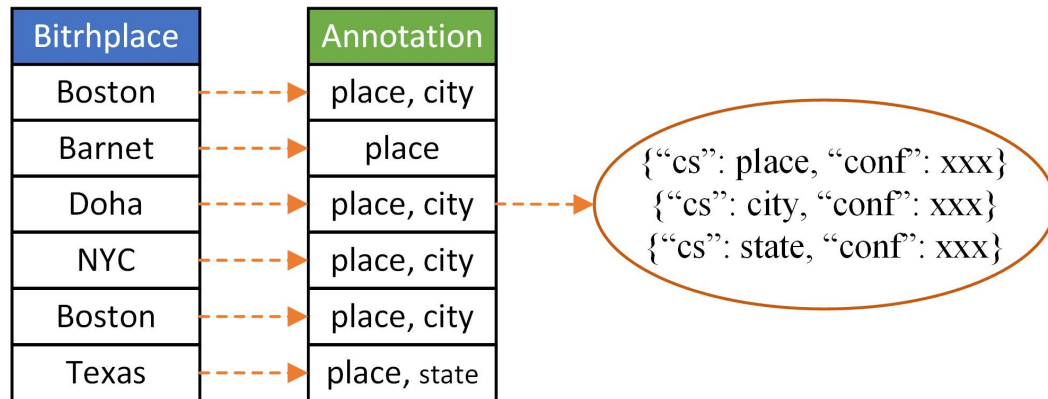 Bitrhplace Annotation
Boston place, city
Barnet place
Doha place, city
NYC place, city
Boston place, city
Texas place, state
{“cs”: place, “conf”: xxx}
{“cs”: city, “conf”: xxx}
{“cs”: state, “conf”: xxx}